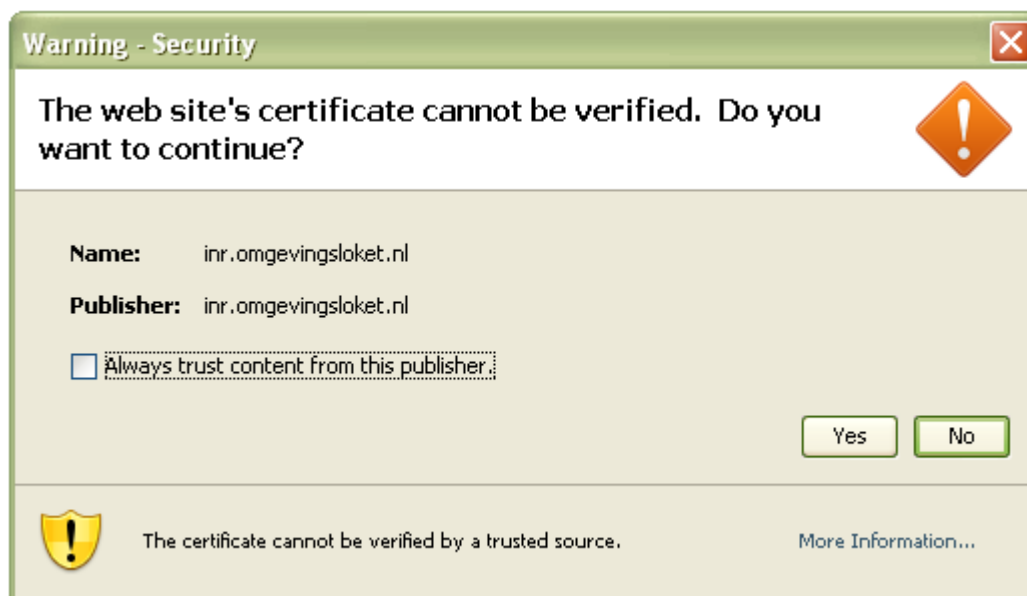 Warning - Security
The web site's certificate cannot be verified. Do you
want to continue?
Name: inr.omgevingsloket.nl
Publisher: inr.omgevingsloket.nl
Always trust content from this publisher.
Yes No
The certificate cannot be verified by a trusted source. More Information...